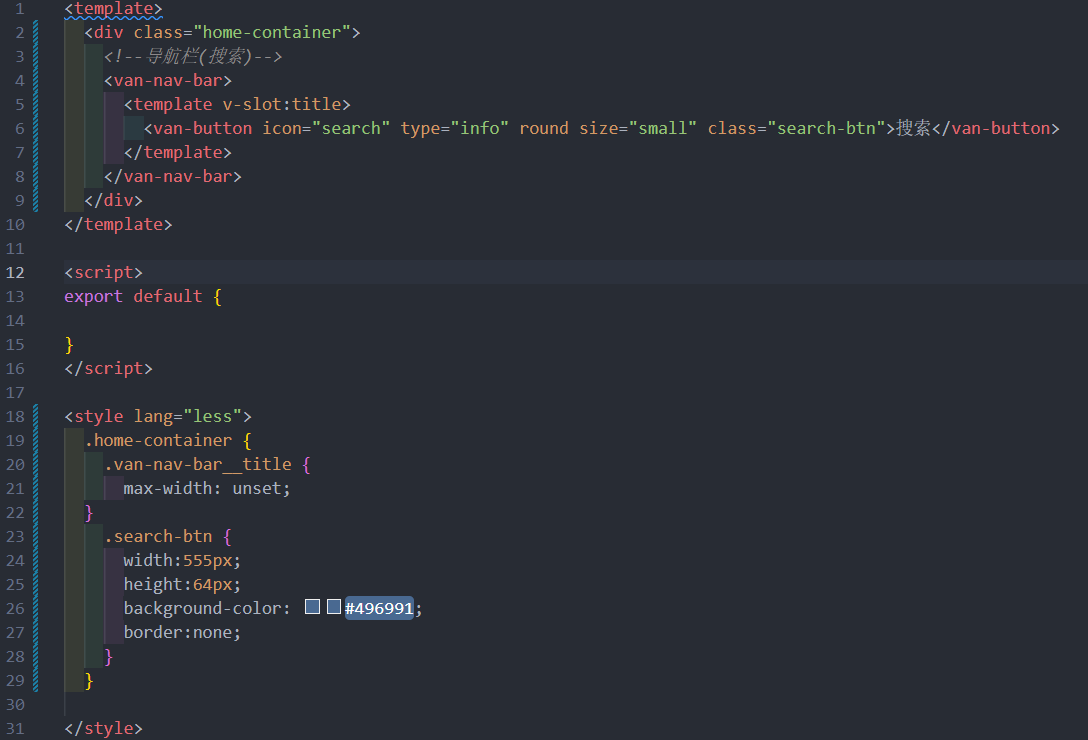 1 <template>
2 <div class="home-container">
3 <!--导航栏(搜索)-->
4 <van-nav-bar>
5 <template v-slot:title>
6 <van-button icon="search" type="info" round size="small" class="search-btn">搜索</van-button>
7 </template>
8 </van-nav-bar>
9 </div>
10 </template>
11
12 <script>
13 export default {
14
15 }
16 </script>
17
18 <style lang="less">
19 .home-container {
20 .van-nav-bar__title {
21 max-width: unset;
22 }
23 .search-btn {
24 width:555px;
25 height:64px;
26 background-color: #496991;
27 border:none;
28 }
29 }
30
31 </style>